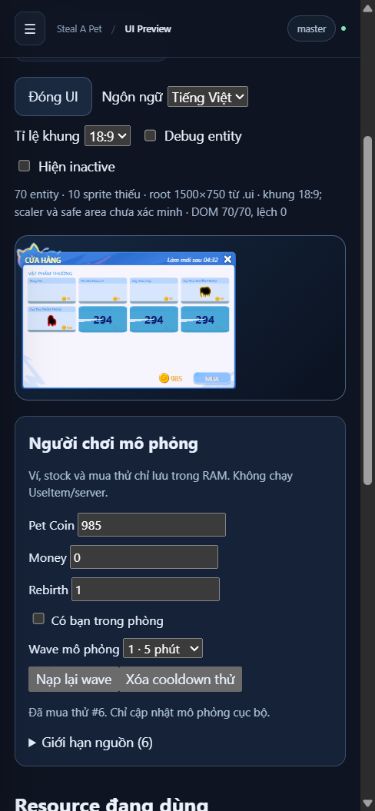 ☰ Steal A Pet / UI Preview master
Đóng UI Ngôn ngữ Tiếng Việt
Tỉ lệ khung 18:9 Debug entity
Hiện inactive
70 entity · 10 sprite thiếu · root 1500×750 từ .ui · khung 18:9;
scaler và safe area chưa xác minh · DOM 70/70, lệch 0
CỬA HÀNG Làm mới sau 04:32
VẬT PHẨM THƯỜNG
294 294 294
985 MUA
Người chơi mô phỏng
Ví, stock và mua thử chỉ lưu trong RAM. Không chạy
UseItem/server.
Pet Coin 985
Money 0
Rebirth 1
Có bạn trong phòng
Wave mô phỏng 1 · 5 phút
Nạp lại wave Xóa cooldown thử
Đã mua thử #6. Chỉ cập nhật mô phỏng cục bộ.
▶ Giới hạn nguồn (6)
Resource đang dùng